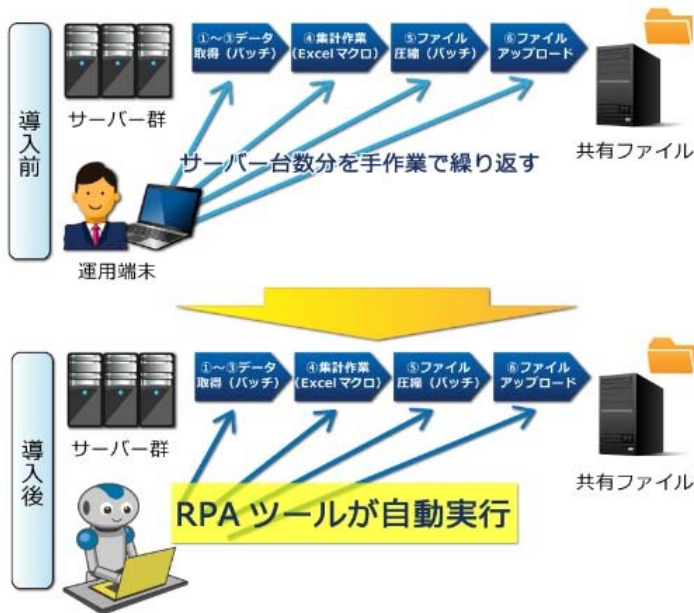 導入前
①～③データ
取得（バッチ）
④集計作業
(Excelマクロ)
⑤ファイル
圧縮（バッチ）
⑥ファイル
アップロード
サーバー群
共有ファイル
サーバー台数分を手作業で繰り返す
運用端末
導入後
①～③データ
取得（バッチ）
④集計作業
(Excelマクロ)
⑤ファイル
圧縮（バッチ）
⑥ファイル
アップロード
サーバー群
共有ファイル
RPAツールが自動実行